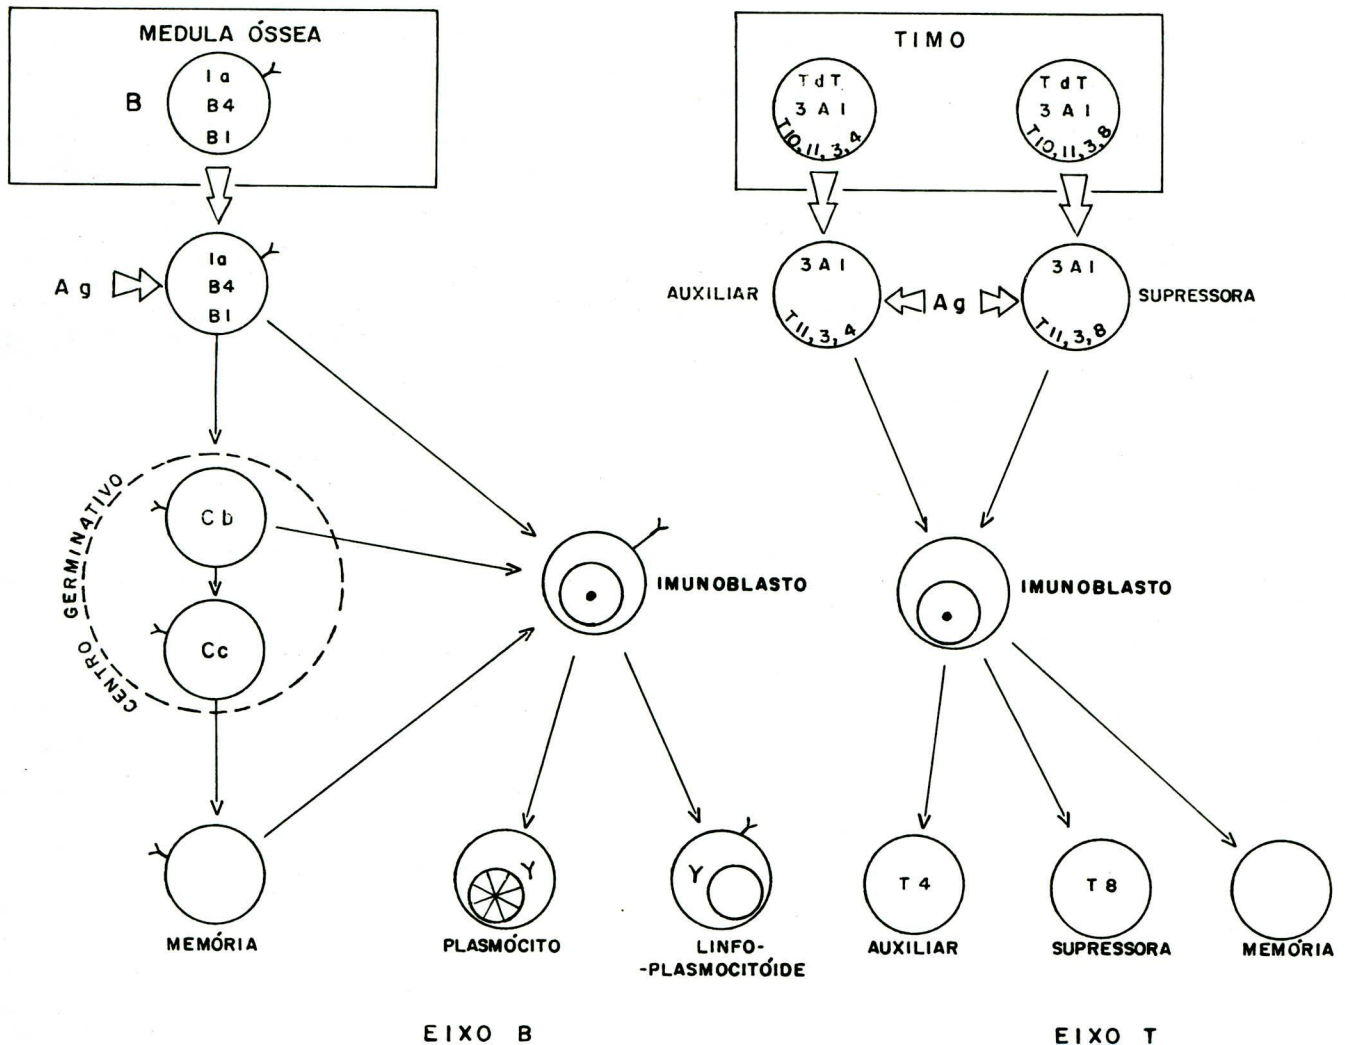 MEDULA ÓSSEA
B
Ia
B4
B1
Ag
Ia
B4
B1
CENTRO GERMINATIVO
Cb
Cc
MEMÓRIA
IMUNOBLASTO
PLASMÓCITO
LINFO-
-PLASMOCITÓIDE
EIXO B
TIMO
TdT
3A1
T10,11,3,4
TdT
3A1
T10,11,3,8
AUXILIAR
3A1
T11,3,4
Ag
3A1
T11,3,8
SUPRESSORA
IMUNOBLASTO
T4
AUXILIAR
T8
SUPRESSORA
MEMÓRIA
EIXO T